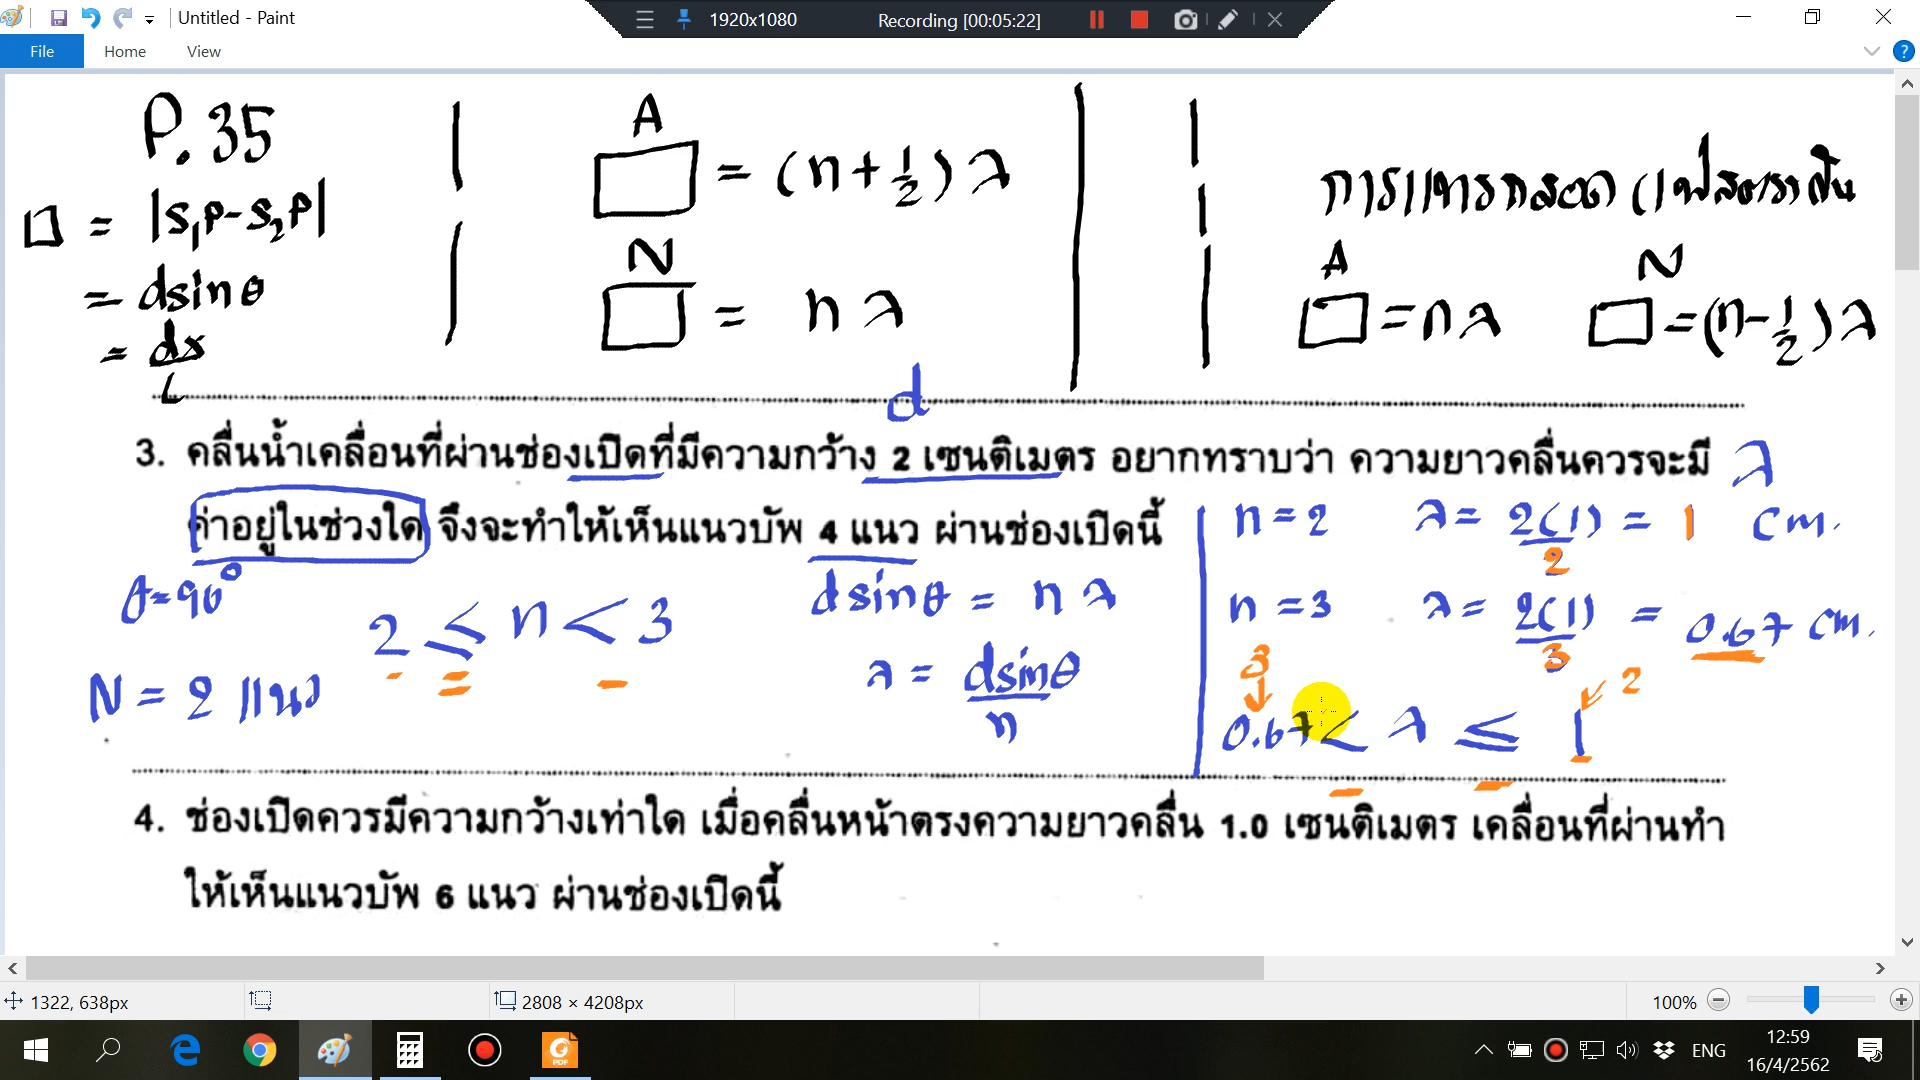 Untitled - Paint
1920x1080 Recording [00:05:22]
File Home View
P. 35
□ = |S₁P-S₂P|
= dsinθ
= dx/L
A
□ = (n+1/2)λ
N
□ = nλ
A
□ = nλ
N
□ = (n-1/2)λ
d
3. คลื่นน้ำเคลื่อนที่ผ่านช่องเปิดที่มีความกว้าง 2 เซนติเมตร อยากทราบว่า ความยาวคลื่นควรจะมี λ
ค่าอยู่ในช่วงใด จึงจะทำให้เห็นแนวบัพ 4 แนว ผ่านช่องเปิดนี้
θ=90°
2 ≤ n < 3
N = 2 แนว
dsinθ = nλ
λ = dsinθ/n
n=2 λ = 2(1)/2 = 1 cm.
n=3 λ = 2(1)/3 = 0.67 cm.
3 2
0.67 < λ ≤ 1
4. ช่องเปิดควรมีความกว้างเท่าใด เมื่อคลื่นหน้าตรงความยาวคลื่น 1.0 เซนติเมตร เคลื่อนที่ผ่านทำ
ให้เห็นแนวบัพ 6 แนว ผ่านช่องเปิดนี้
1322, 638px 2808 × 4208px 100%
PDF
ENG
12:59
16/4/2562